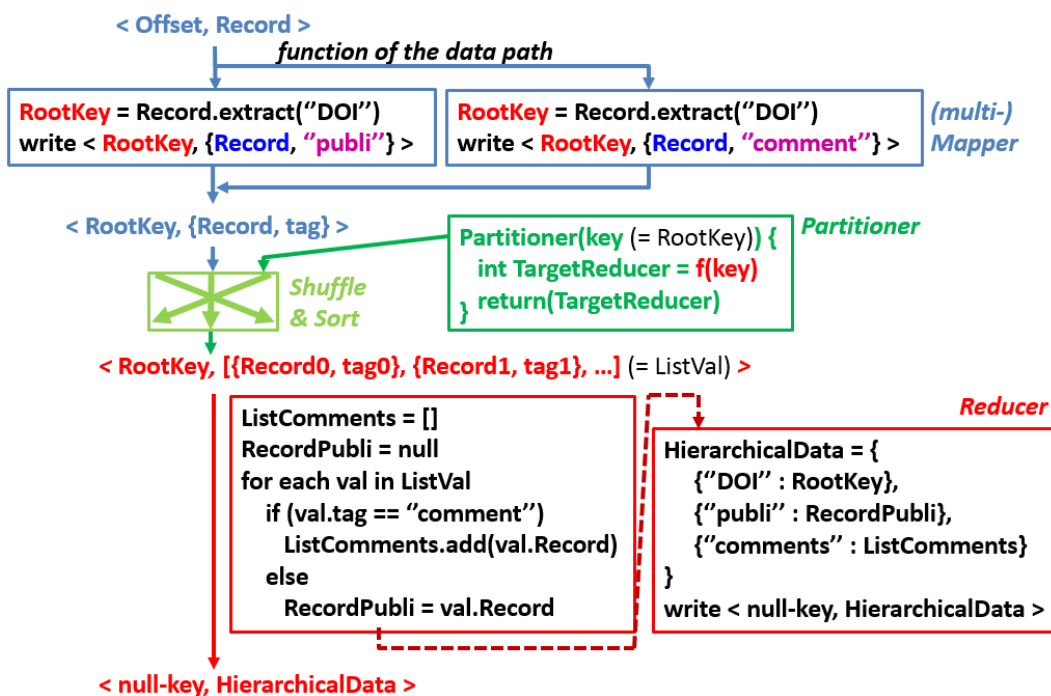 < Offset, Record >
function of the data path
RootKey = Record.extract(‘’DOI’’)
write < RootKey, {Record, ‘’publi’’} >
RootKey = Record.extract(‘’DOI’’)
write < RootKey, {Record, ‘’comment’’} >
(multi-)
Mapper
< RootKey, {Record, tag} >
Partitioner(key (= RootKey)) {
int TargetReducer = f(key)
return(TargetReducer)
}
Partitioner
Shuffle
& Sort
< RootKey, [{Record0, tag0}, {Record1, tag1}, ...] (= ListVal) >
ListComments = []
RecordPubli = null
for each val in ListVal
if (val.tag == ‘’comment’’)
ListComments.add(val.Record)
else
RecordPubli = val.Record
Reducer
HierarchicalData = {
{‘’DOI’’ : RootKey},
{‘’publi’’ : RecordPubli},
{‘’comments’’ : ListComments}
}
write < null-key, HierarchicalData >
< null-key, HierarchicalData >